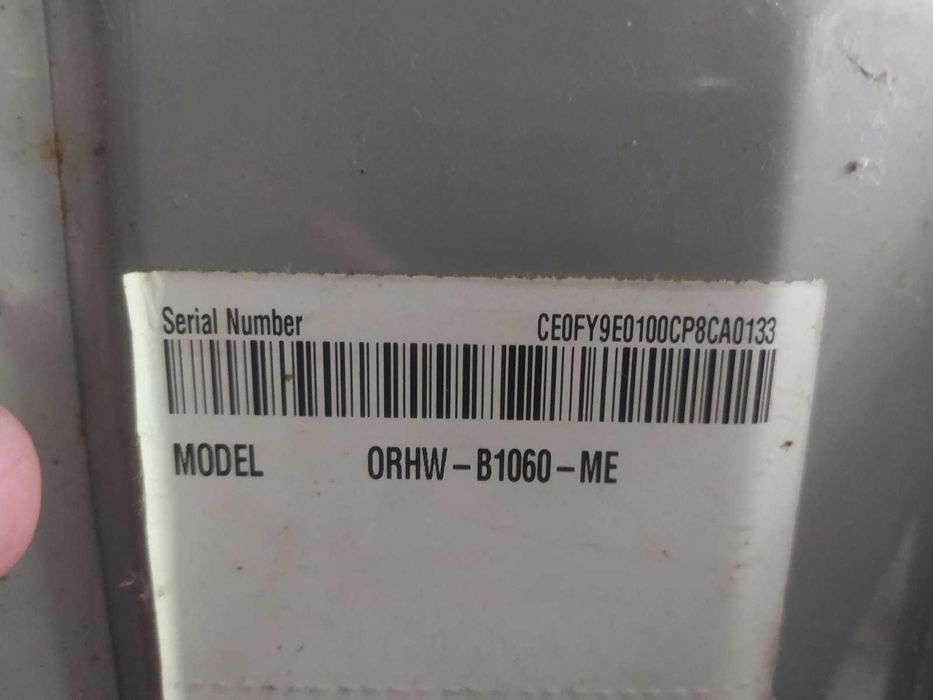 Serial Number CE0FY9E0100CP8CA0133
MODEL ORHW-B1060-ME